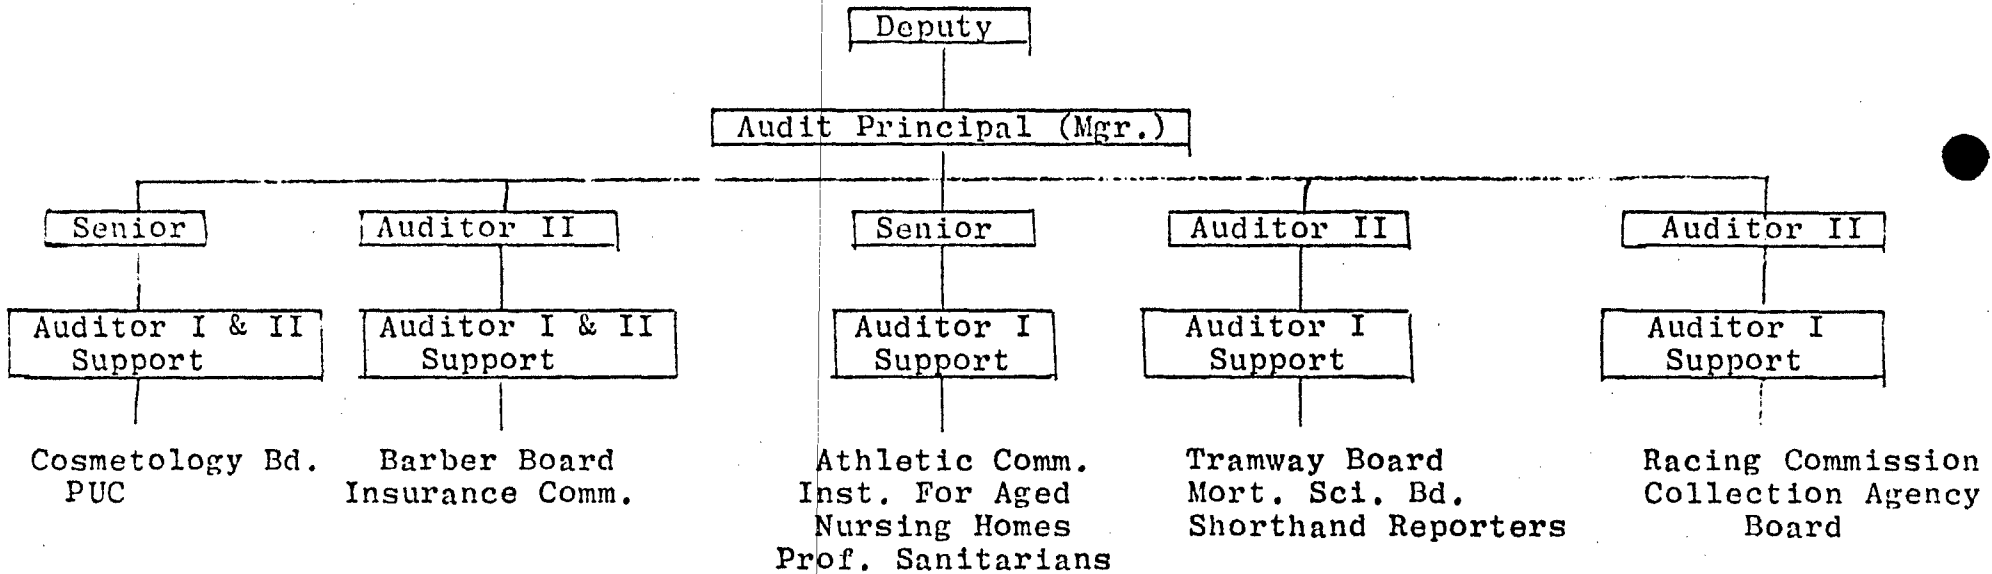 Deputy
Audit Principal (Mgr.)
Senior
Auditor II
Senior
Auditor II
Auditor II
Auditor I & II
Support
Auditor I & II
Support
Auditor I
Support
Auditor I
Support
Auditor I
Support
Cosmetology Bd.
PUC
Barber Board
Insurance Comm.
Athletic Comm.
Inst. For Aged
Nursing Homes
Prof. Sanitarians
Tramway Board
Mort. Sci. Bd.
Shorthand Reporters
Racing Commission
Collection Agency
Board